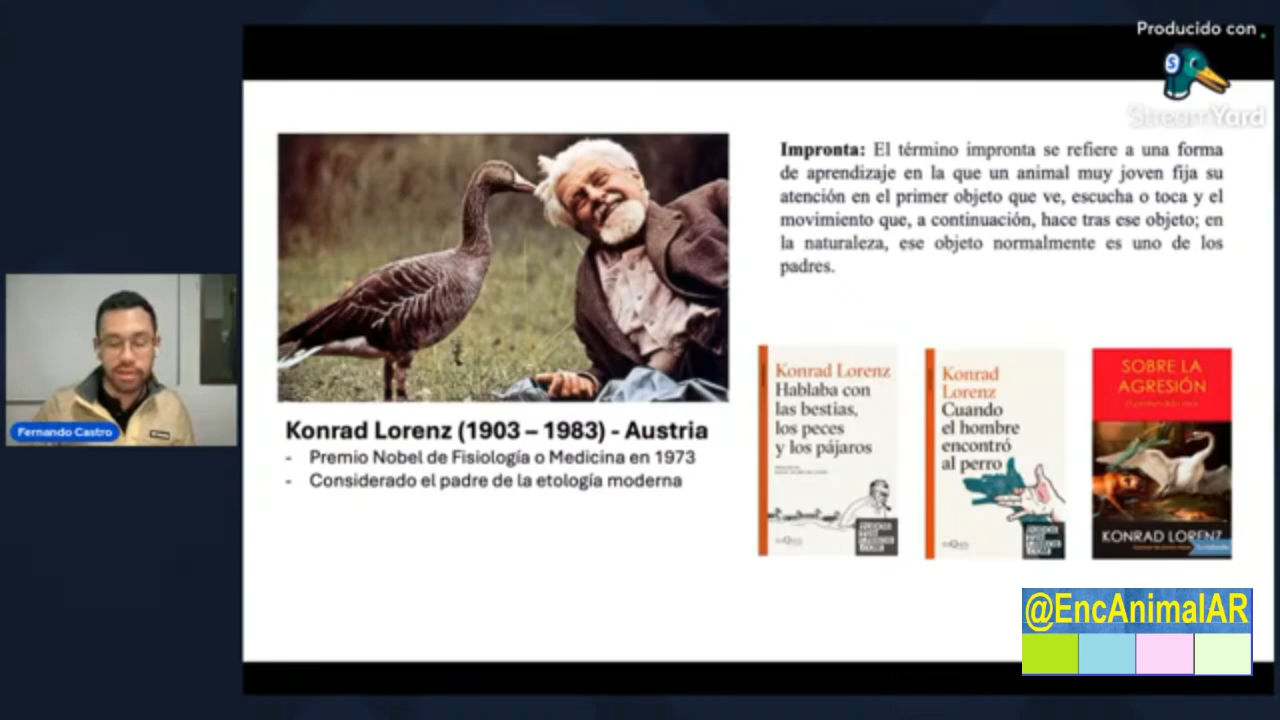 Producido con
S
StreamYard
Impronta: El término impronta se refiere a una forma
de aprendizaje en la que un animal muy joven fija su
atención en el primer objeto que ve, escucha o toca y el
movimiento que, a continuación, hace tras ese objeto; en
la naturaleza, ese objeto normalmente es uno de los
padres.
Fernando Castro
Konrad Lorenz (1903 – 1983) - Austria
- Premio Nobel de Fisiología o Medicina en 1973
- Considerado el padre de la etología moderna
Konrad Lorenz
Hablaba con
las bestias,
los peces
y los pájaros
Konrad
Lorenz
Cuando
el hombre
encontró
al perro
SOBRE LA
AGRESIÓN
KONRAD LORENZ
@EncAnimalAR